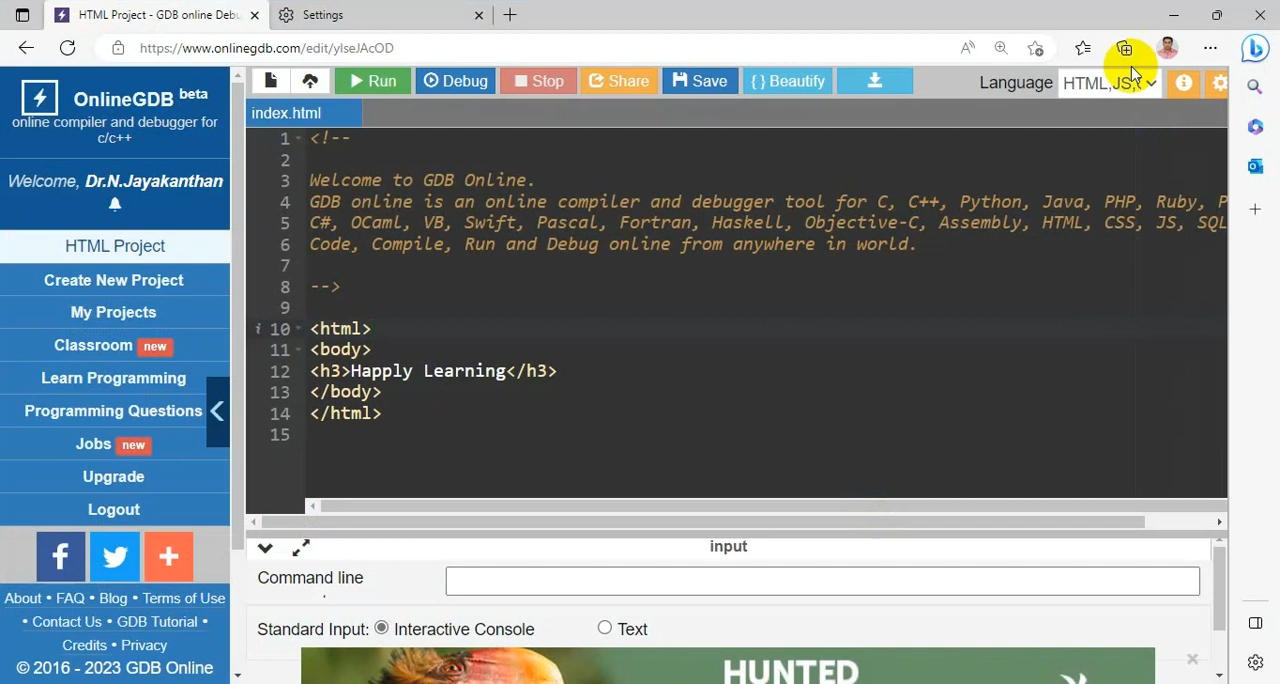 HTML Project - GDB online Debu
Settings
https://www.onlinegdb.com/edit/ylseJAcOD
OnlineGDB beta
online compiler and debugger for
c/c++
Welcome, Dr.N.Jayakanthan
HTML Project
Create New Project
My Projects
Classroom new
Learn Programming
Programming Questions
Jobs new
Upgrade
Logout
About • FAQ • Blog • Terms of Use
• Contact Us • GDB Tutorial •
Credits • Privacy
© 2016 - 2023 GDB Online
Run Debug Stop Share Save { } Beautify Language HTML,JS,
index.html
1 <!--
2
3 Welcome to GDB Online.
4 GDB online is an online compiler and debugger tool for C, C++, Python, Java, PHP, Ruby, P
5 C#, OCaml, VB, Swift, Pascal, Fortran, Haskell, Objective-C, Assembly, HTML, CSS, JS, SQL
6 Code, Compile, Run and Debug online from anywhere in world.
7
8 -->
9
10 <html>
11 <body>
12 <h3>Happly Learning</h3>
13 </body>
14 </html>
15
input
Command line
Standard Input: Interactive Console Text
HUNTED